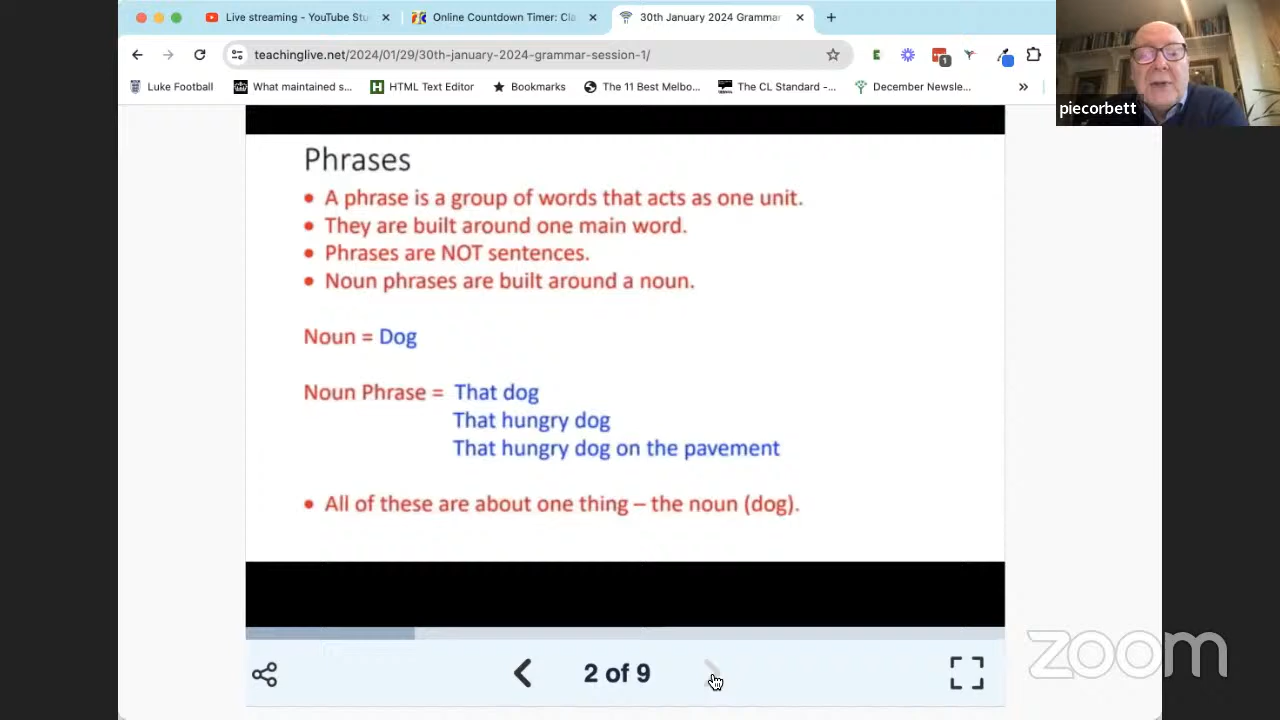 Live streaming - YouTube Stu
Online Countdown Timer: Cla
30th January 2024 Grammar
teachinglive.net/2024/01/29/30th-january-2024-grammar-session-1/
1
Luke Football
What maintained s...
H HTML Text Editor
Bookmarks
The 11 Best Melbo...
The CL Standard -...
December Newsle...
piecorbett
Phrases
• A phrase is a group of words that acts as one unit.
• They are built around one main word.
• Phrases are NOT sentences.
• Noun phrases are built around a noun.
Noun = Dog
Noun Phrase = That dog
That hungry dog
That hungry dog on the pavement
• All of these are about one thing – the noun (dog).
2 of 9
zoom